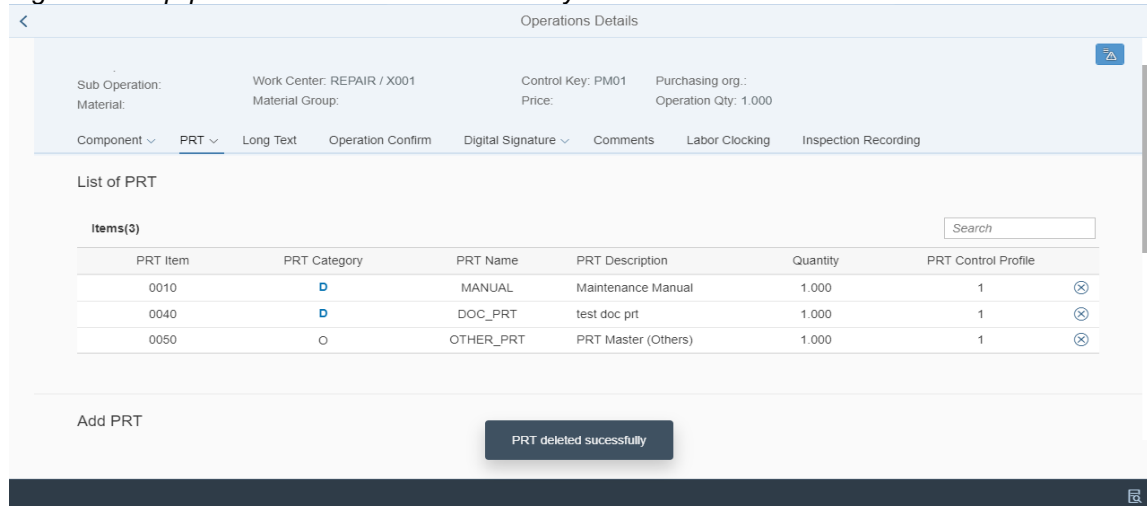 Operations Details
Sub Operation: Work Center: REPAIR / X001 Control Key: PM01 Purchasing org.:
Material: Material Group: Price: Operation Qty: 1.000
Component PRT Long Text Operation Confirm Digital Signature Comments Labor Clocking Inspection Recording
List of PRT
Items(3) Search
PRT Item PRT Category PRT Name PRT Description Quantity PRT Control Profile
0010 D MANUAL Maintenance Manual 1.000 1
0040 D DOC_PRT test doc prt 1.000 1
0050 O OTHER_PRT PRT Master (Others) 1.000 1
Add PRT
PRT deleted sucessfully